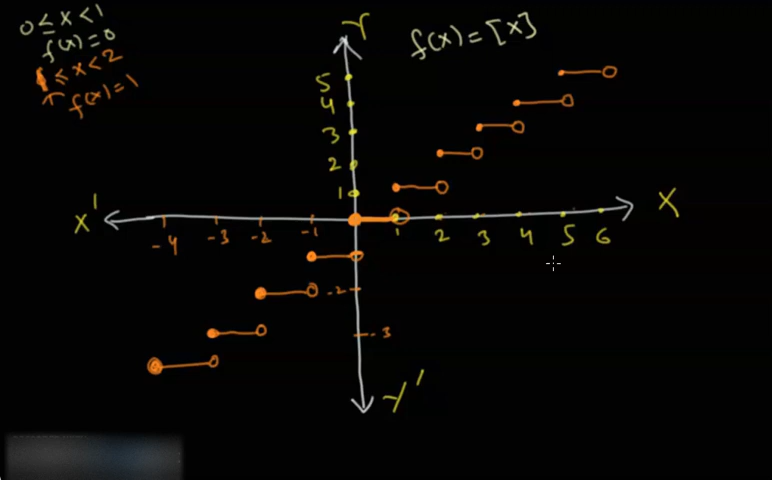 0 ≤ x < 1
f(x) = 0
1 ≤ x < 2
f(x) = 1
f(x) = [x]
Y
5
4
3
2
1
X'
-4
-3
-2
-1
1
2
3
4
5
6
X
-2
-3
Y'